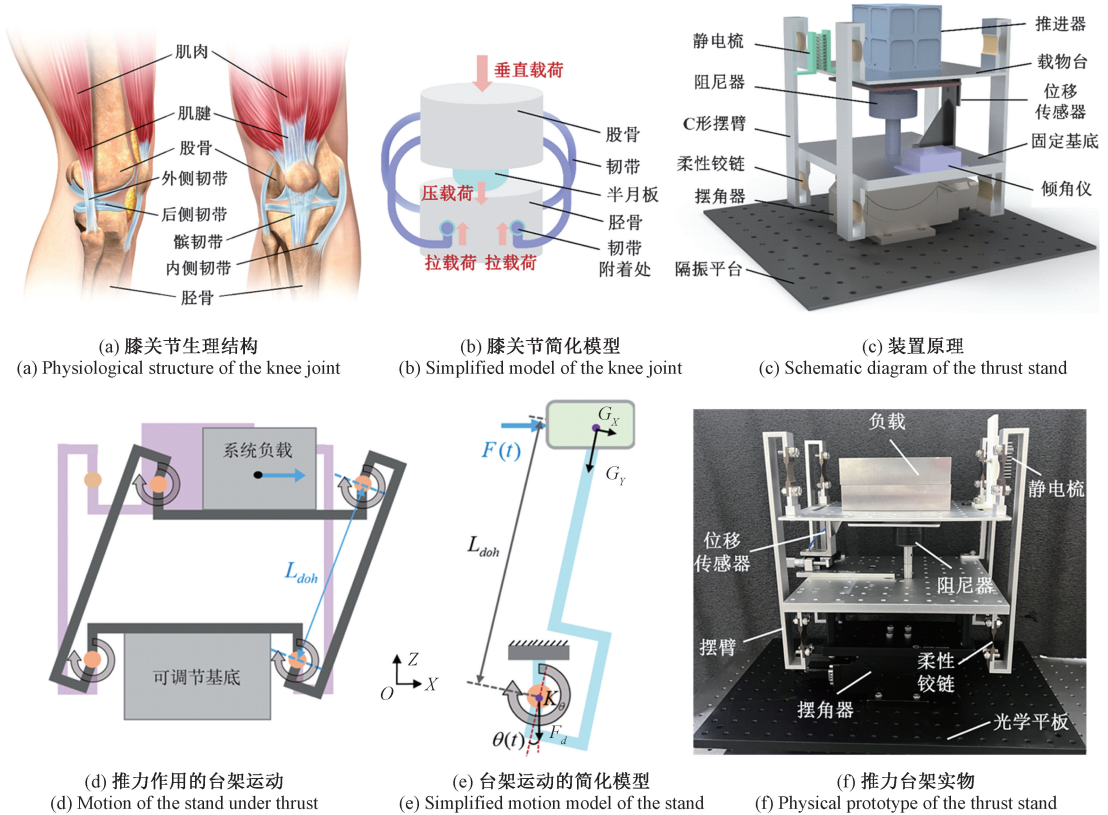 肌肉
肌腱
股骨
外侧韧带
后侧韧带
髌韧带
内侧韧带
胫骨
(a) 膝关节生理结构
(a) Physiological structure of the knee joint
垂直载荷
股骨
韧带
半月板
压载荷
胫骨
韧带
附着处
拉载荷
拉载荷
(b) 膝关节简化模型
(b) Simplified model of the knee joint
静电梳
阻尼器
C形摆臂
柔性铰链
摆角器
隔振平台
推进器
载物台
位移
传感器
固定基底
倾角仪
(c) 装置原理
(c) Schematic diagram of the thrust stand
系统负载
L_doh
可调节基底
Z
O
X
(d) 推力作用的台架运动
(d) Motion of the stand under thrust
G_X
F(t)
G_Y
L_doh
K_θ
F_d
θ(t)
(e) 台架运动的简化模型
(e) Simplified motion model of the stand
负载
静电梳
位移
传感器
阻尼器
摆臂
柔性
铰链
摆角器
光学平板
(f) 推力台架实物
(f) Physical prototype of the thrust stand